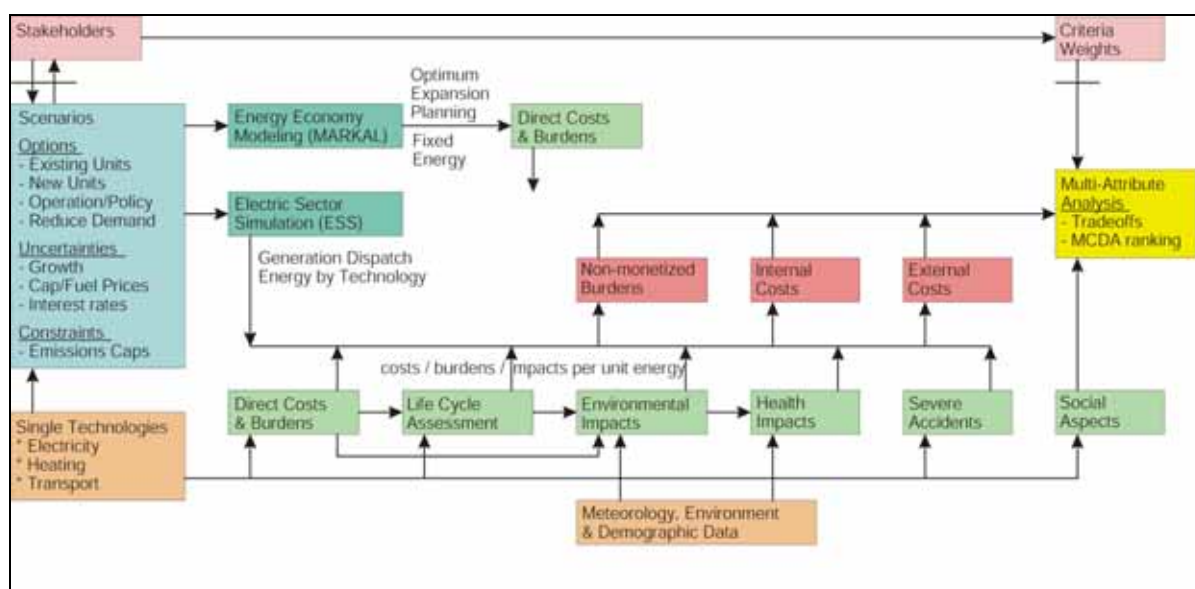 Stakeholders
Criteria
Weights
Scenarios
Options
- Existing Units
- New Units
- Operation/Policy
- Reduce Demand
Uncertainties
- Growth
- Cap/Fuel Prices
- Interest rates
Constraints
- Emissions Caps
Energy Economy
Modeling (MARKAL)
Optimum
Expansion
Planning
Fixed
Energy
Direct Costs
& Burdens
Electric Sector
Simulation (ESS)
Generation Dispatch
Energy by Technology
Multi-Attribute
Analysis
- Tradeoffs
- MCDA ranking
Non-monetized
Burdens
Internal
Costs
External
Costs
costs / burdens / impacts per unit energy
Direct Costs
& Burdens
Life Cycle
Assessment
Environmental
Impacts
Health
Impacts
Severe
Accidents
Social
Aspects
Single Technologies
* Electricity
* Heating
* Transport
Meteorology, Environment
& Demographic Data